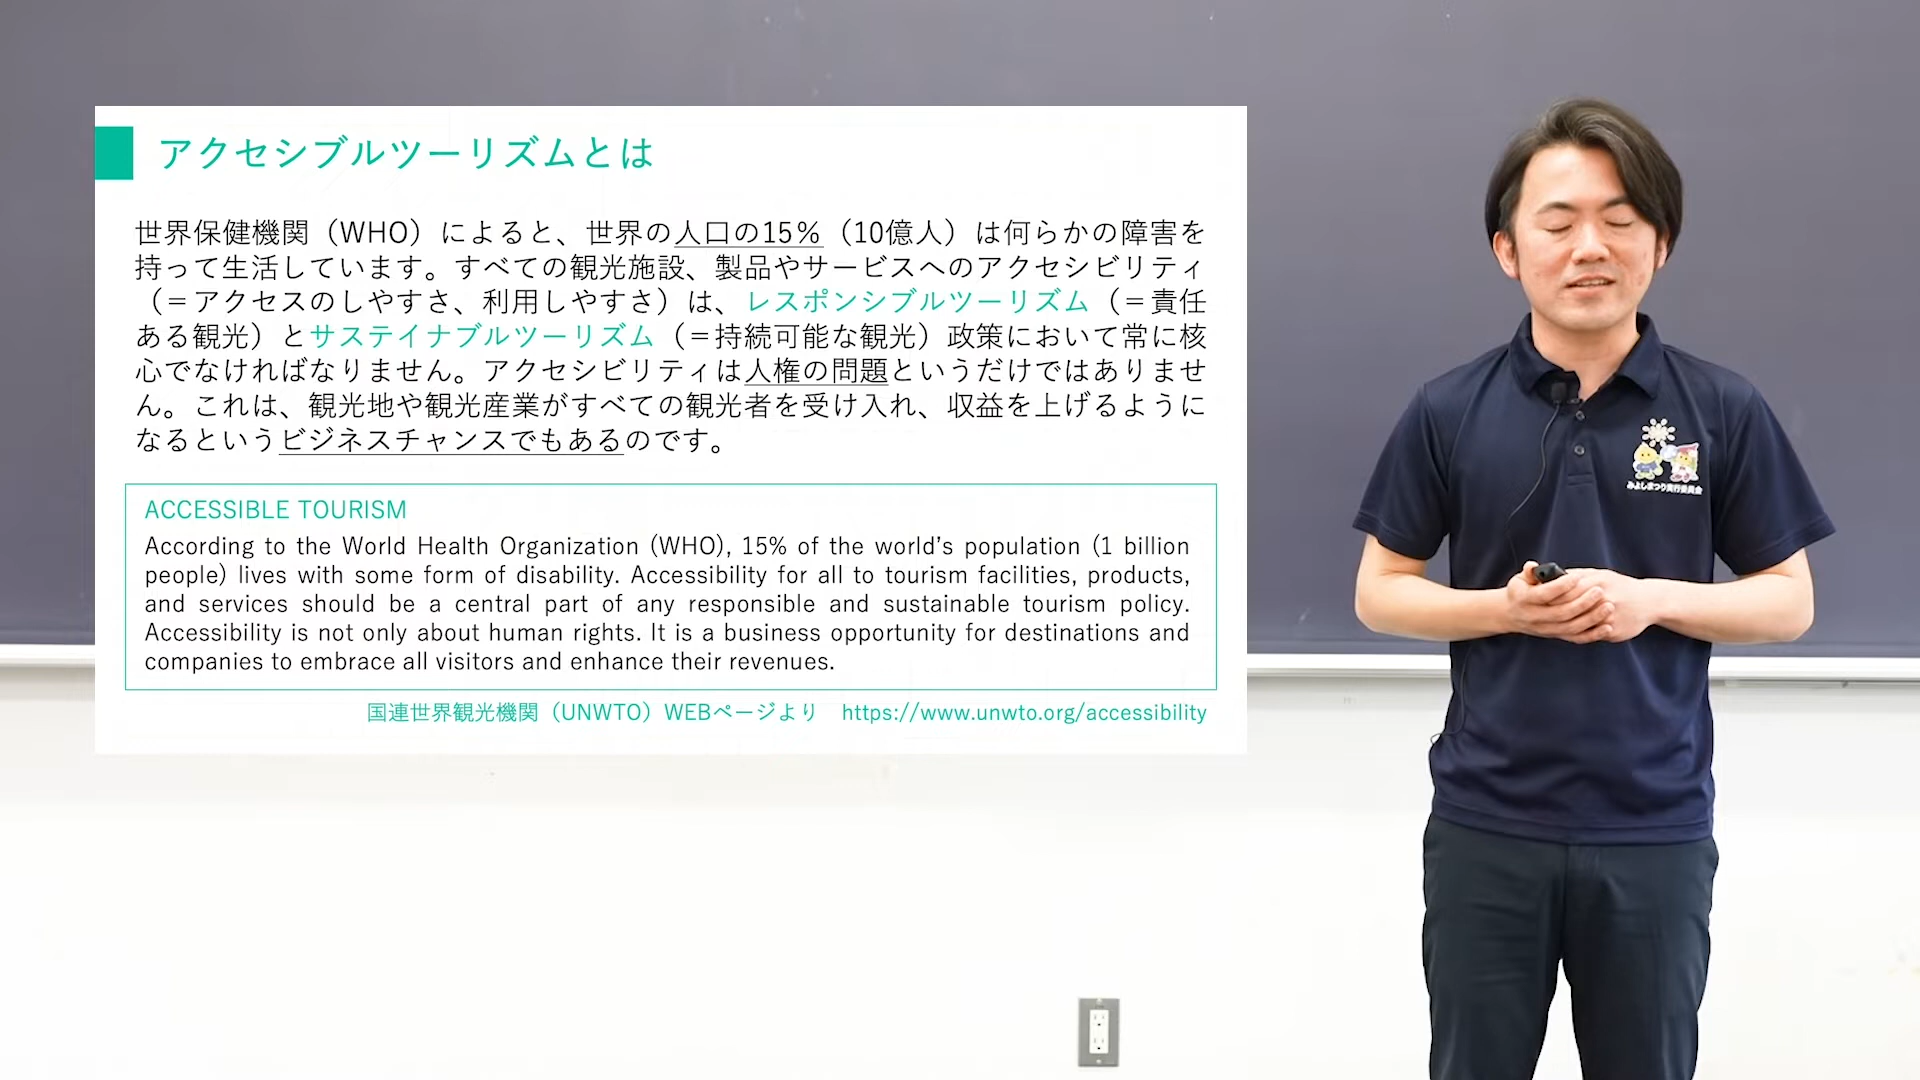 アクセシブルツーリズムとは
世界保健機関（WHO）によると、世界の人口の15％（10億人）は何らかの障害を
持って生活しています。すべての観光施設、製品やサービスへのアクセシビリティ
（＝アクセスのしやすさ、利用しやすさ）は、レスポンシブルツーリズム（＝責任
ある観光）とサステイナブルツーリズム（＝持続可能な観光）政策において常に核
心でなければなりません。アクセシビリティは人権の問題というだけではありませ
ん。これは、観光地や観光産業がすべての観光者を受け入れ、収益を上げるように
なるというビジネスチャンスでもあるのです。
ACCESSIBLE TOURISM
According to the World Health Organization (WHO), 15% of the world’s population (1 billion
people) lives with some form of disability. Accessibility for all to tourism facilities, products,
and services should be a central part of any responsible and sustainable tourism policy.
Accessibility is not only about human rights. It is a business opportunity for destinations and
companies to embrace all visitors and enhance their revenues.
国連世界観光機関（UNWTO）WEBページより　https://www.unwto.org/accessibility
みよしまつり実行委員会